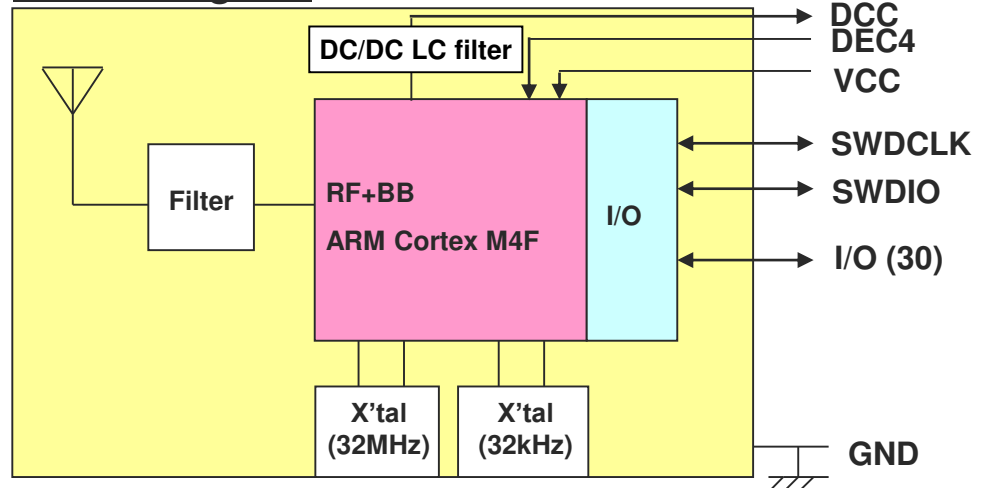 DCC
DC/DC LC filter
DEC4
VCC
SWDCLK
Filter
RF+BB
SWDIO
I/O
ARM Cortex M4F
I/O (30)
X'tal
(32MHz)
X'tal
(32kHz)
GND